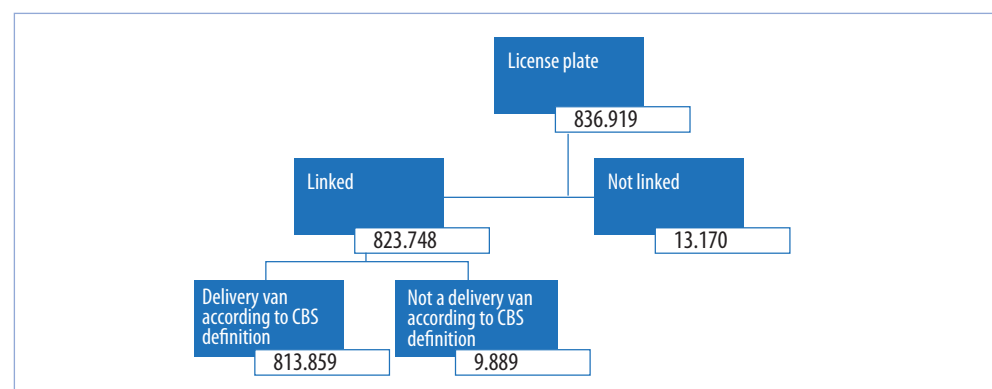 License plate
836.919
Linked
823.748
Not linked
13.170
Delivery van
according to CBS
definition
813.859
Not a delivery van
according to CBS
definition
9.889